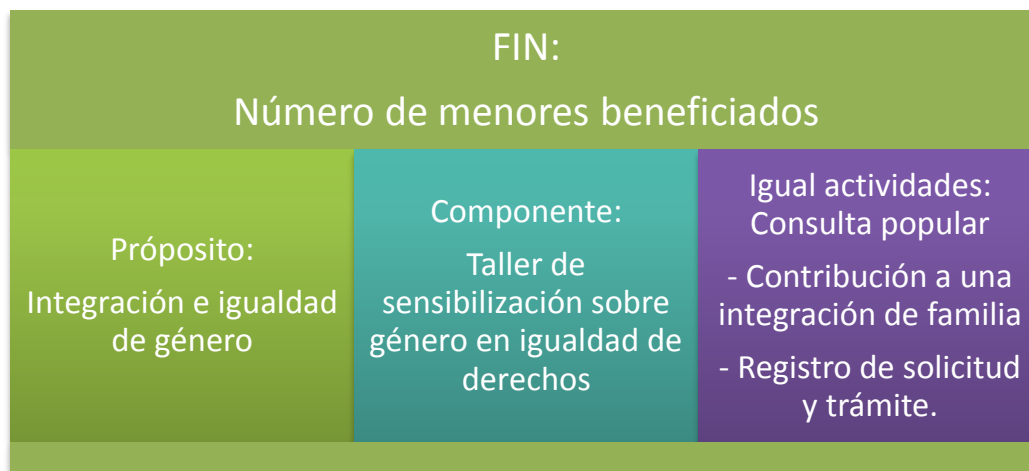 FIN:
Número de menores beneficiados
Próposito:
Integración e igualdad
de género
Componente:
Taller de
sensibilización sobre
género en igualdad de
derechos
Igual actividades:
Consulta popular
- Contribución a una
integración de familia
- Registro de solicitud
y trámite.